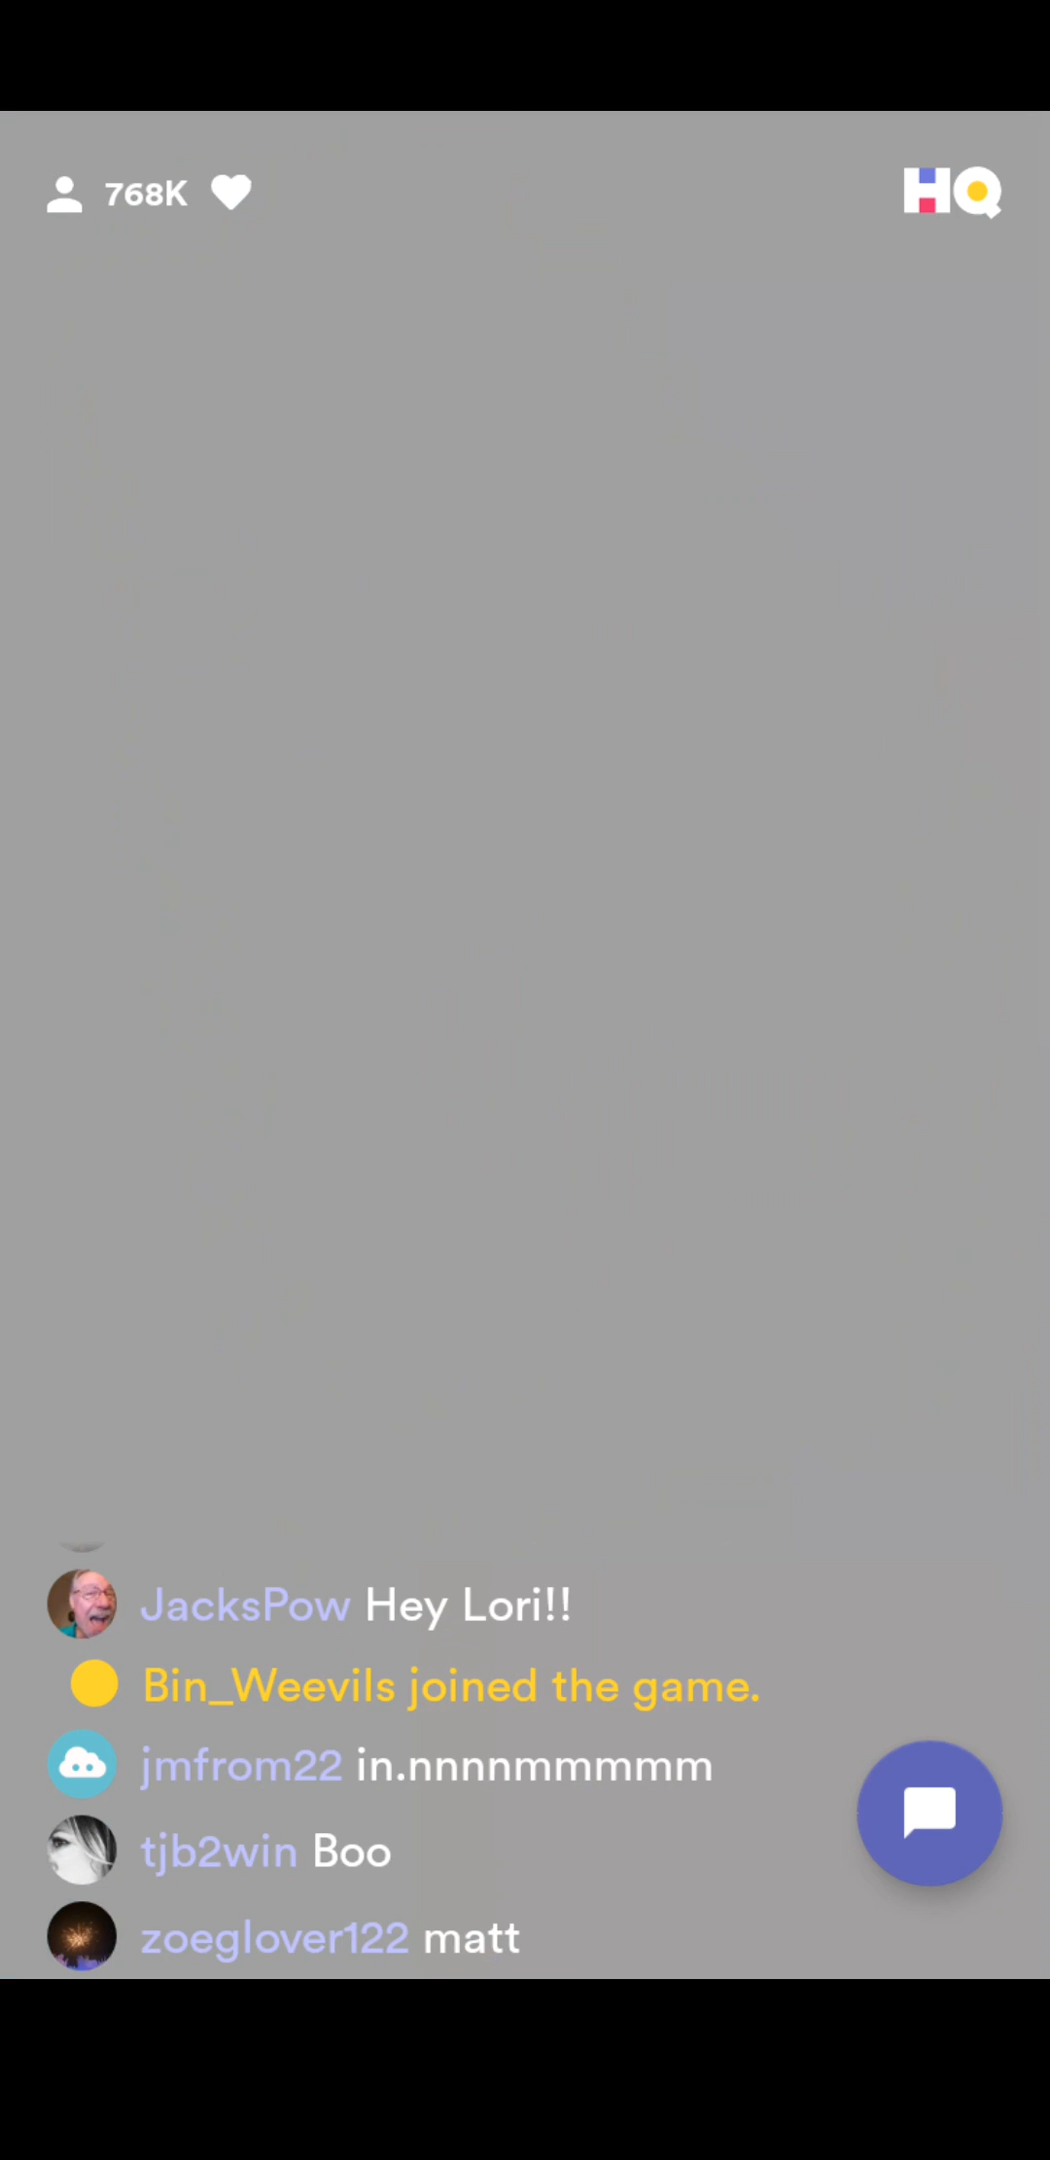 768K
HQ
JacksPow Hey Lori!!
Bin_Weevils joined the game.
jmfrom22 in.nnnnmmmmm
tjb2win Boo
zoeglover122 matt